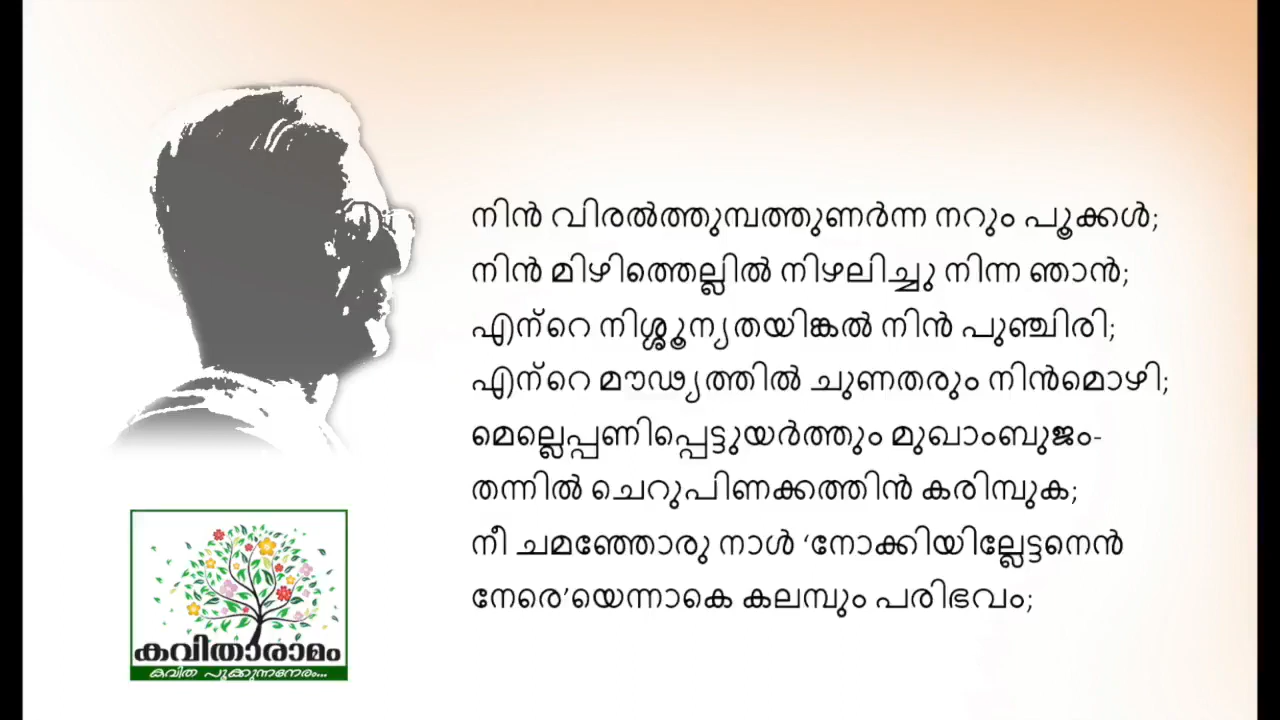 നിൻ വിരൽത്തുമ്പത്തുണർന്ന നറും പൂക്കൾ;
നിൻ മിഴിത്തെല്ലിൽ നിഴലിച്ചു നിന്ന ഞാൻ;
എന്റെ നിശ്ശൂന്യതയിങ്കൽ നിൻ പുഞ്ചിരി;
എന്റെ മൗഢ്യത്തിൽ ചുണതരും നിൻമൊഴി;
മെല്ലെപ്പണിപ്പെട്ടുയർത്തും മുഖാംബുജം-
തന്നിൽ ചെറുപിണക്കത്തിൻ കരിമ്പുക;
നീ ചമഞ്ഞോരു നാൾ ‘നോക്കിയില്ലേട്ടനെൻ
നേരെ’യെന്നാകെ കലമ്പും പരിഭവം;
കവിതാരാമം
കവിത പൂക്കുന്നനേരം...